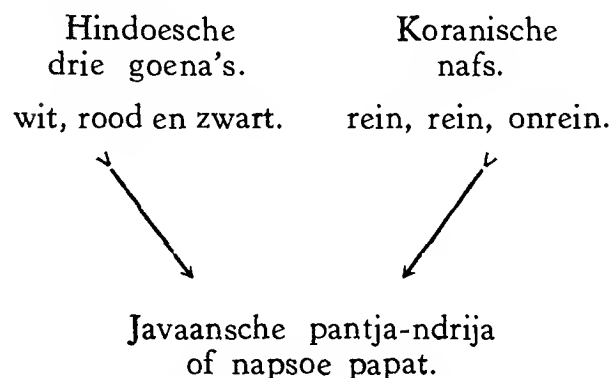 Hindoesche
drie goena's.
wit, rood en zwart.
Koranische
nafs.
rein, rein, onrein.
Javaansche pantja-ndrija
of napsoe papat.